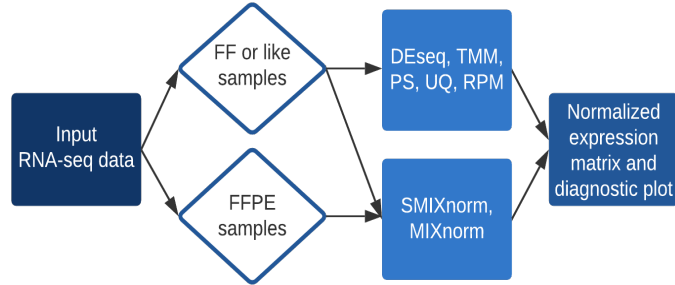 Input
RNA-seq data
FF or like
samples
FFPE
samples
DEseq, TMM,
PS, UQ, RPM
SMIXnorm,
MIXnorm
Normalized
expression
matrix and
diagnostic plot